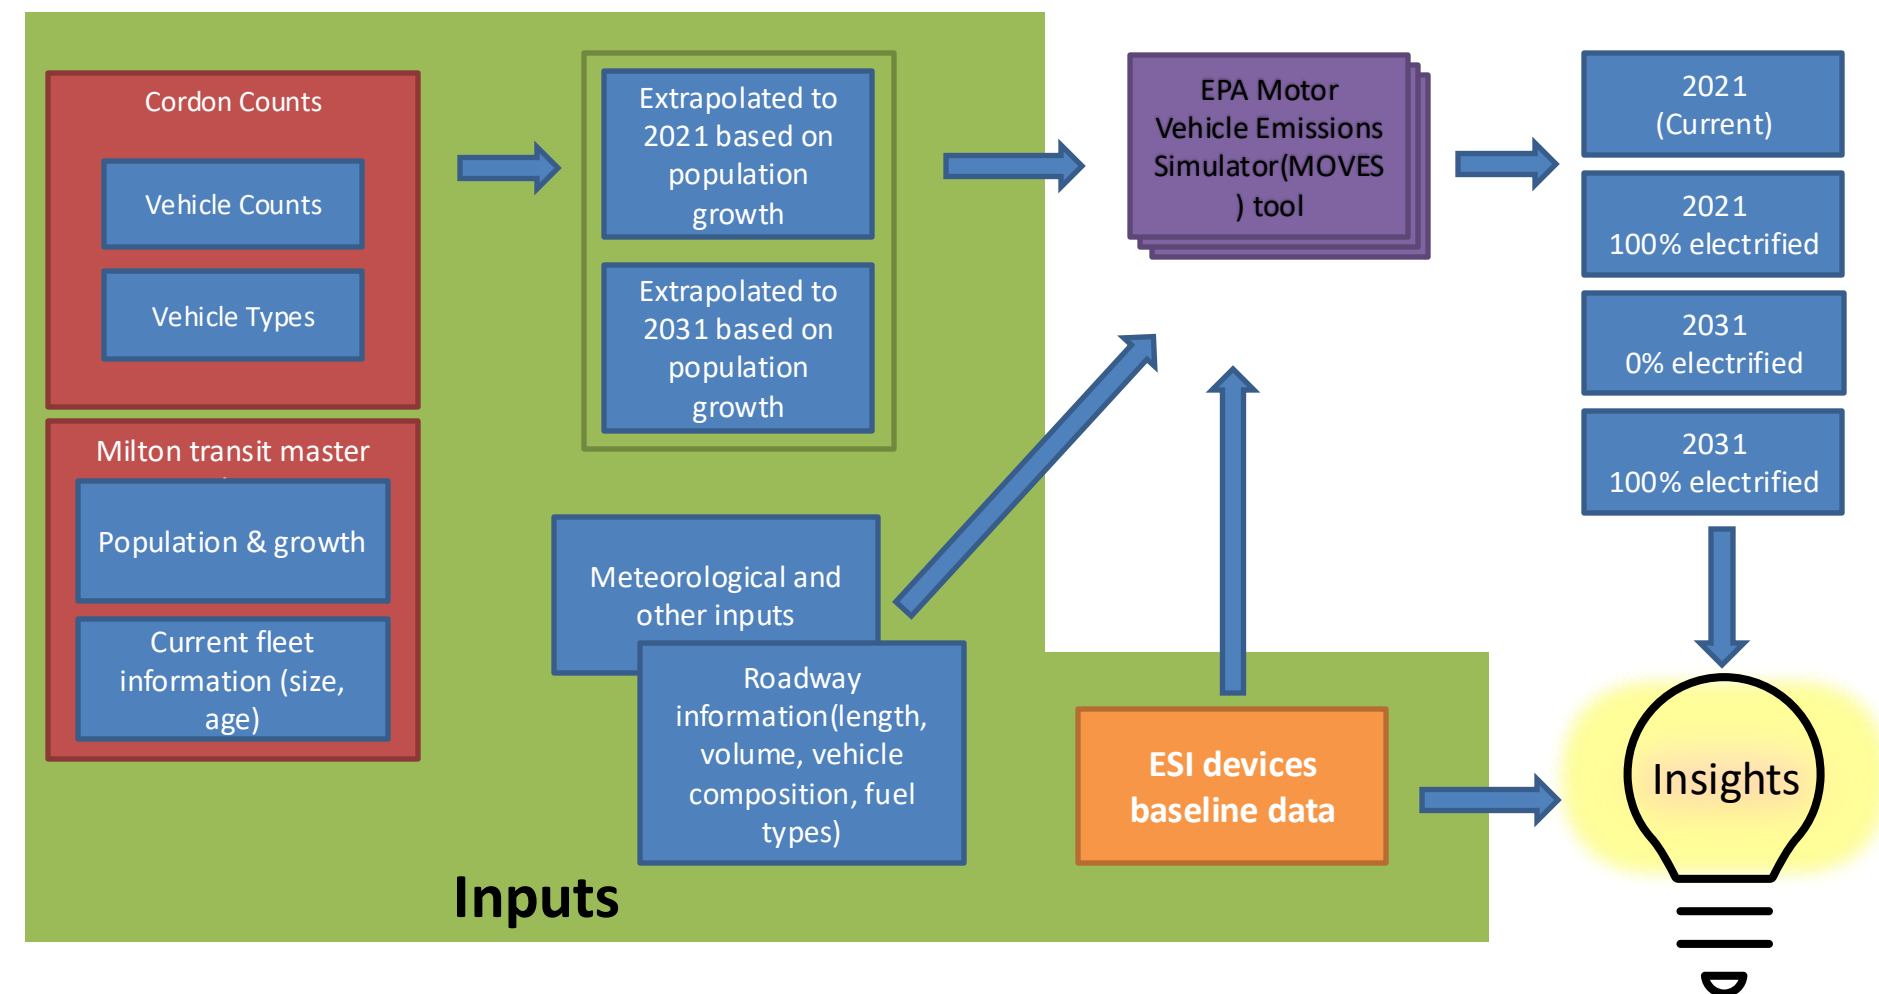 Cordon Counts
Vehicle Counts
Vehicle Types
Milton transit master
Population & growth
Current fleet
information (size,
age)
Extrapolated to
2021 based on
population
growth
Extrapolated to
2031 based on
population
growth
Meteorological and
other inputs
Roadway
information(length,
volume, vehicle
composition, fuel
types)
Inputs
EPA Motor
Vehicle Emissions
Simulator(MOVES
) tool
ESI devices
baseline data
2021
(Current)
2021
100% electrified
2031
0% electrified
2031
100% electrified
Insights